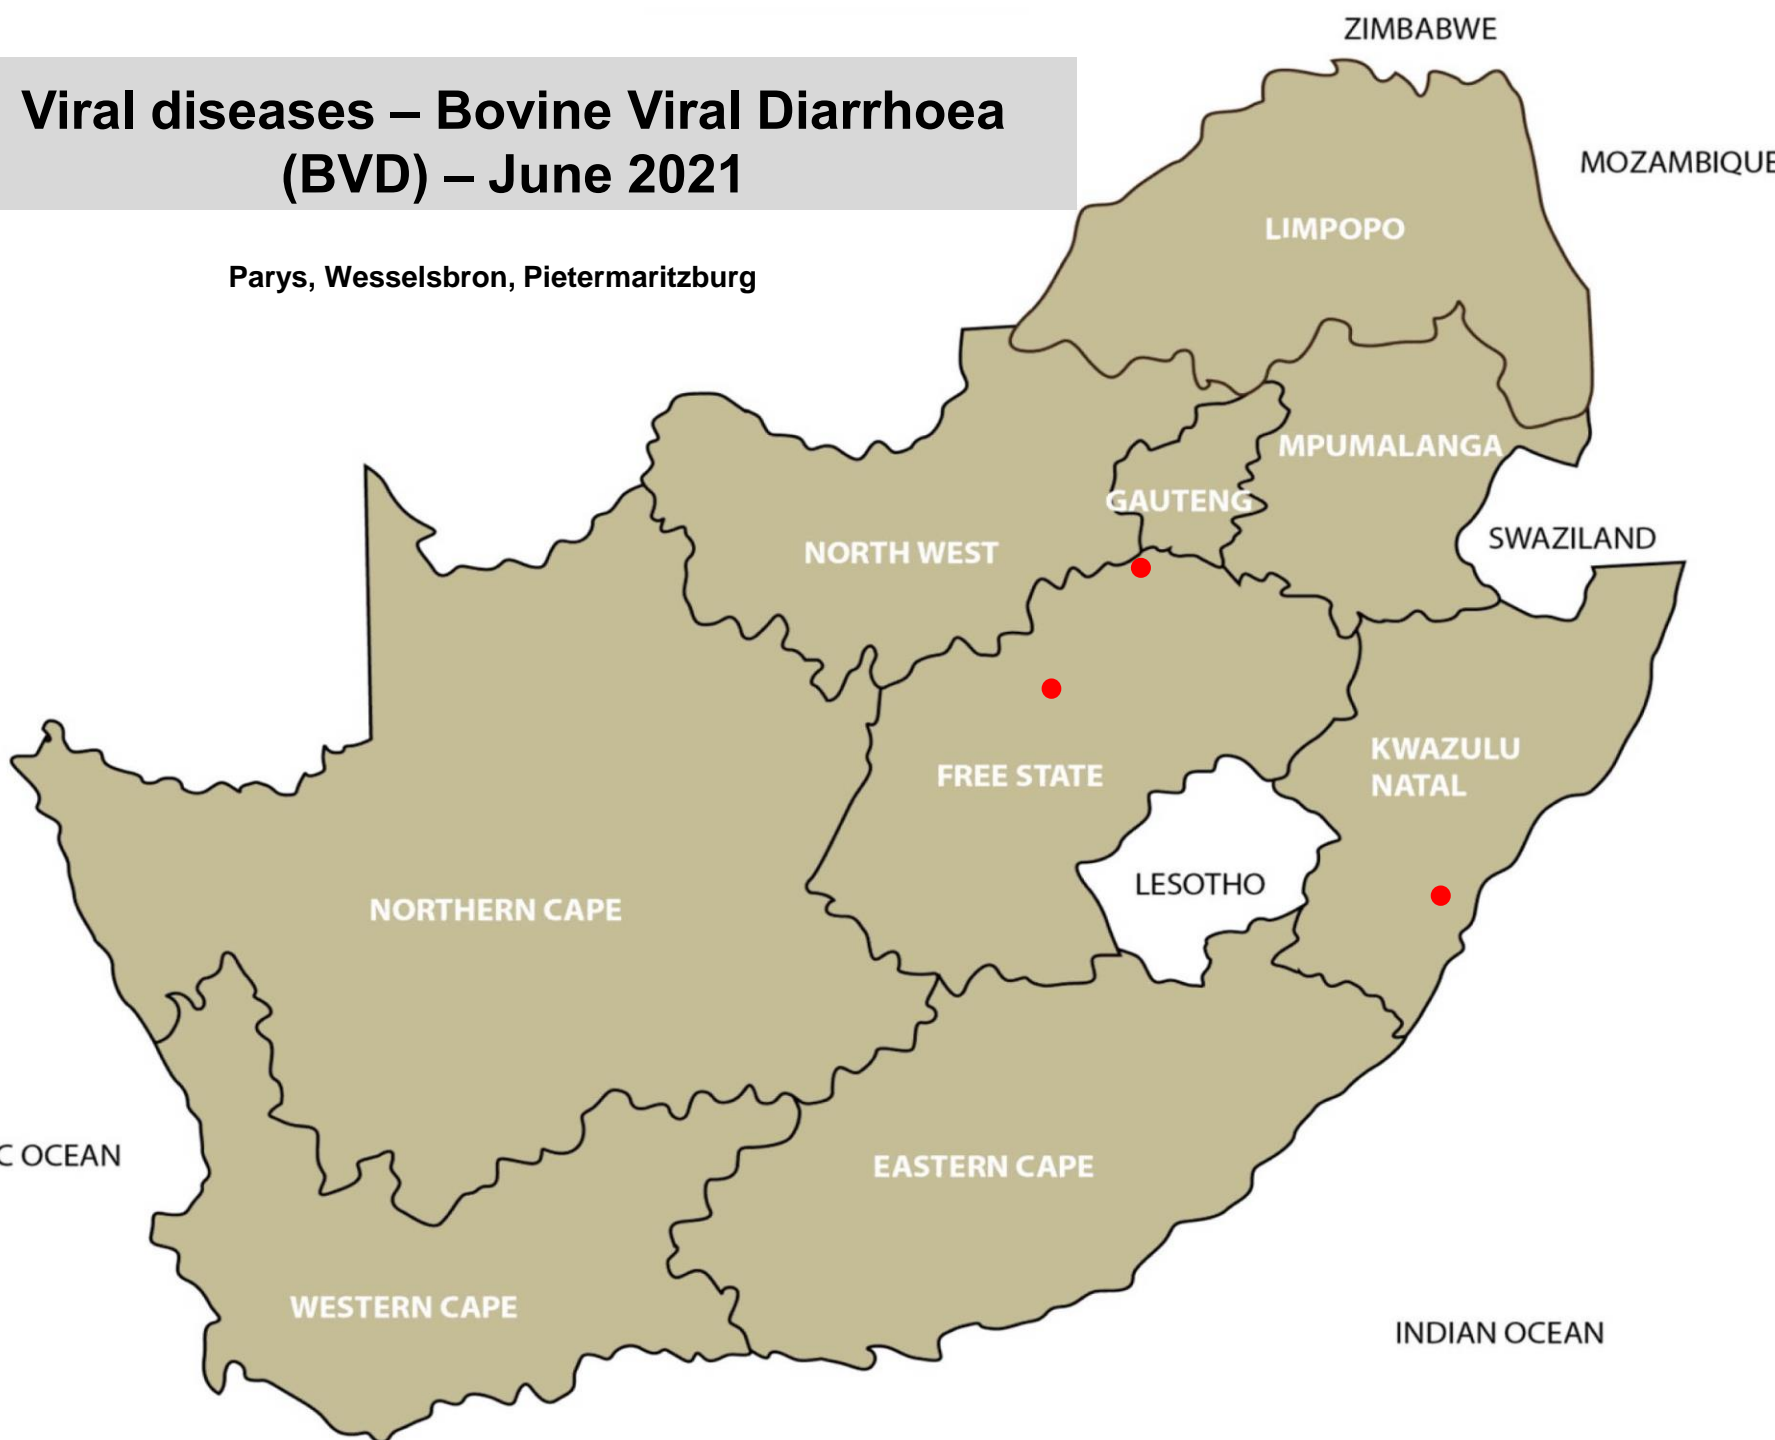 ZIMBABWE
Viral diseases – Bovine Viral Diarrhoea
(BVD) – June 2021
MOZAMBIQUE
LIMPOPO
Parys, Wesselsbron, Pietermaritzburg
MPUMALANGA
GAUTENG
SWAZILAND
NORTH WEST
KWAZULU
NATAL
FREE STATE
LESOTHO
NORTHERN CAPE
C OCEAN
EASTERN CAPE
WESTERN CAPE
INDIAN OCEAN